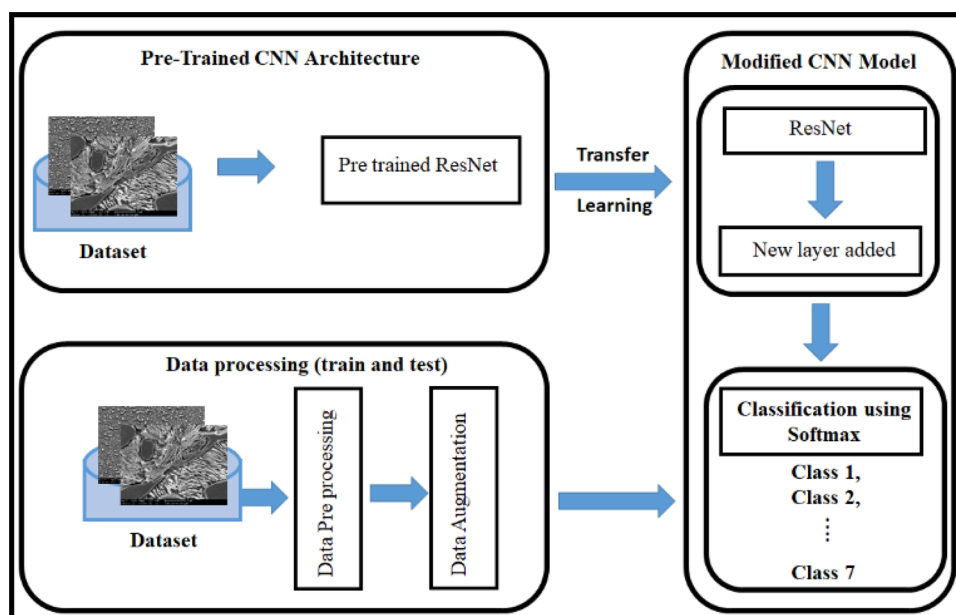 Pre-Trained CNN Architecture
Pre trained ResNet
Dataset
Transfer
Learning
Modified CNN Model
ResNet
New layer added
Data processing (train and test)
Dataset
Data Pre processing
Data Augmentation
Classification using
Softmax
Class 1,
Class 2,
⋮
Class 7